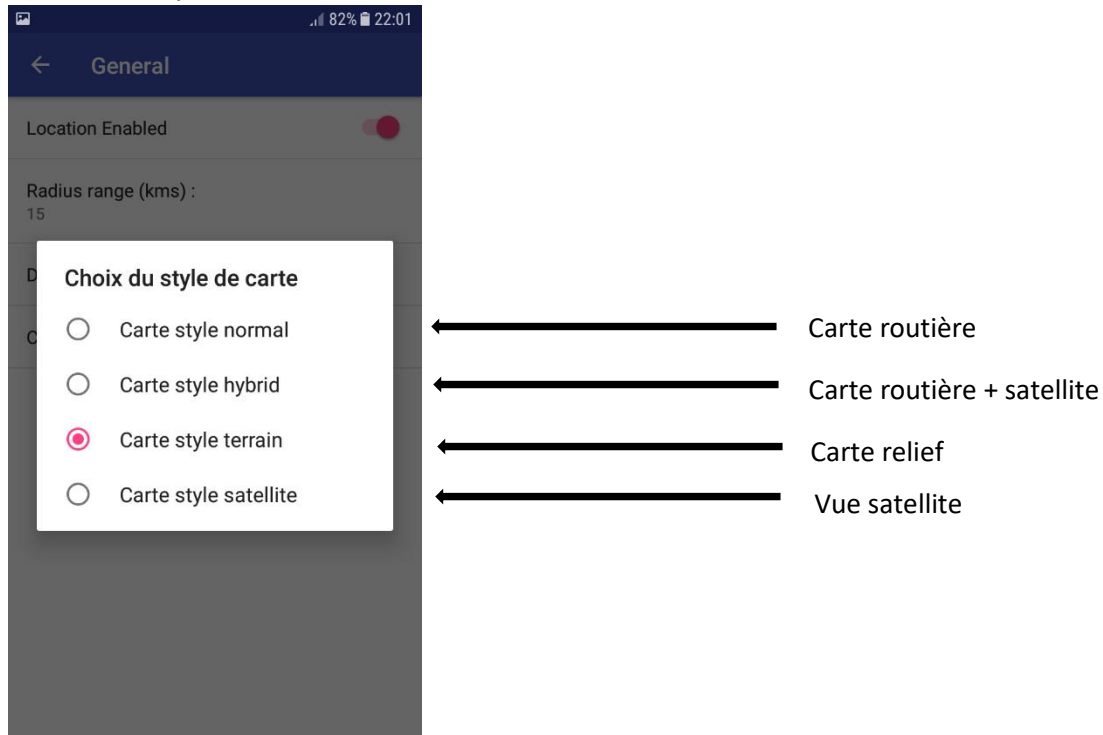 82% 22:01
General
Location Enabled
Radius range (kms) :
15
D
Choix du style de carte
C
Carte style normal
Carte routière
Carte style hybrid
Carte routière + satellite
Carte style terrain
Carte relief
Carte style satellite
Vue satellite